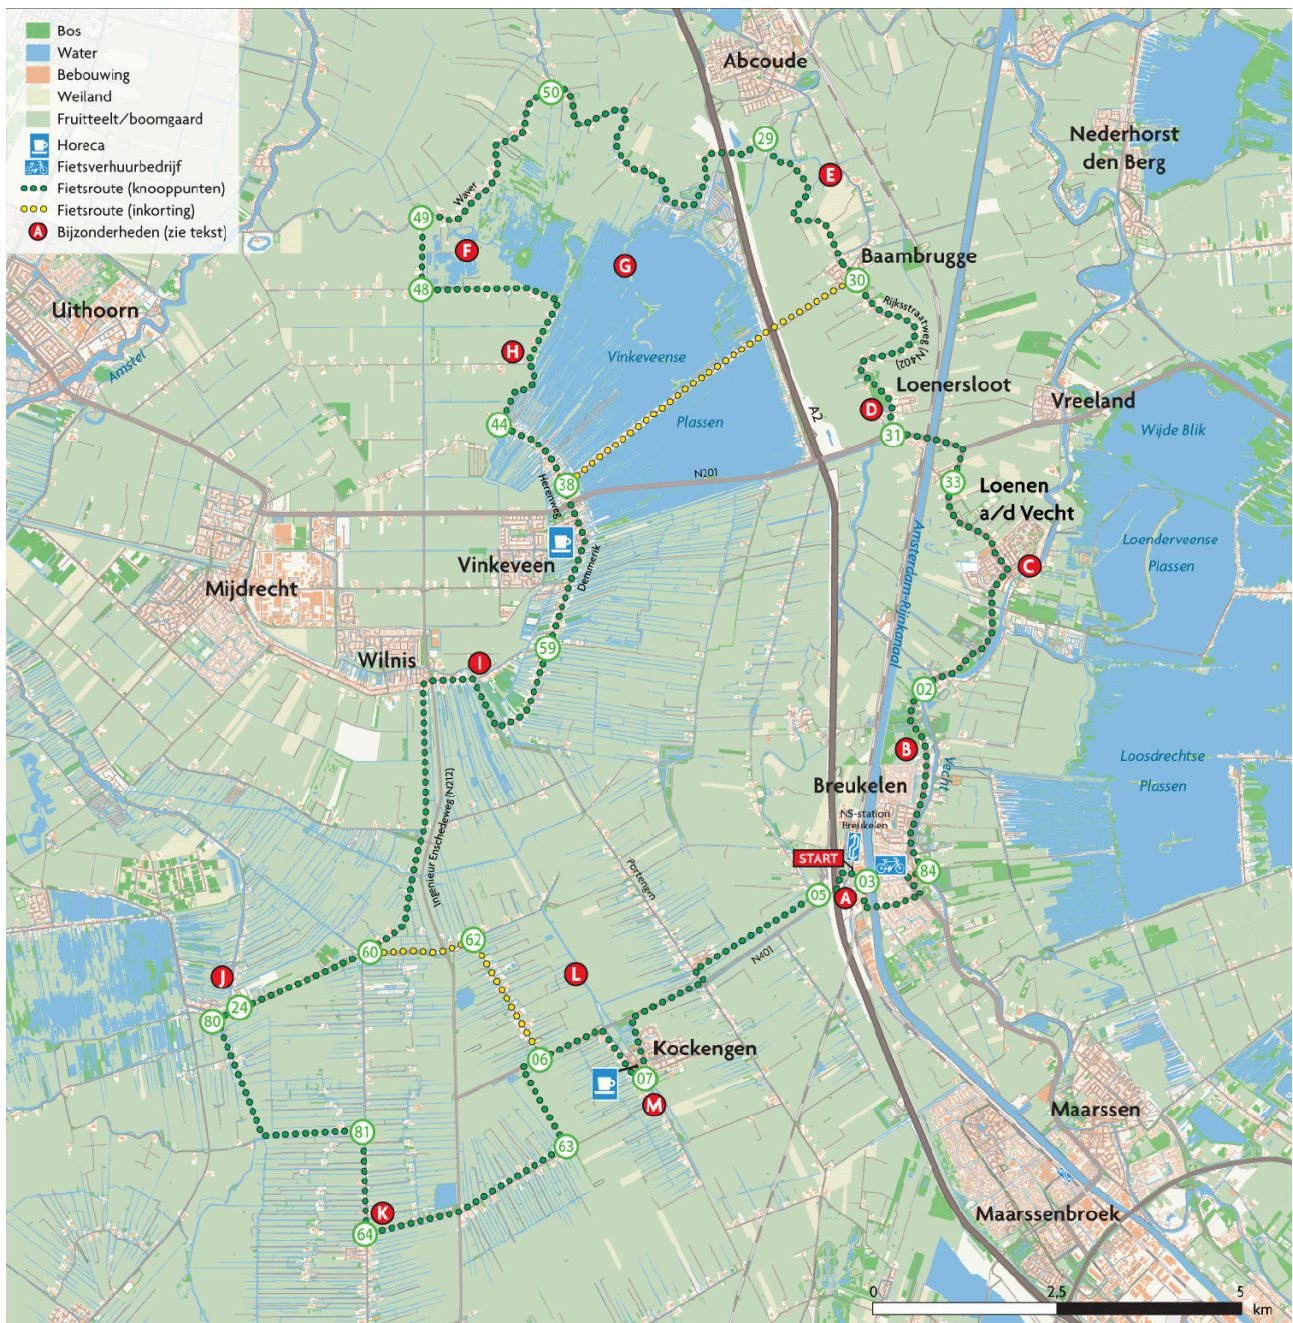 Bos
Water
Bebouwing
Weiland
Fruitteelt/boomgaard
Horeca
Fietsverhuurbedrijf
Fietsroute (knooppunten)
Fietsroute (inkorting)
A Bijzonderheden (zie tekst)
Abcoude
50
29
Nederhorst
den Berg
E
Waver
49
F
G
Baambrugge
30
48
Uithoorn
Rijksstraatweg (N402)
Amstel
H
Vinkeveense
Loenersloot
Vreeland
D
A2
Plassen
44
31
Wijde Blik
N201
38
Herenweg
33
Loenen
a/d Vecht
Loenderveense
Plassen
Vinkeveen
Demmerik
Amsterdam-Rijnkanaal
C
Mijdrecht
59
Wilnis
I
02
B
Vecht
Loosdrechtse
Plassen
Breukelen
NS-station
Breukelen
Ingenieur Enschedeweg (N212)
START
Portengen
84
03
05
A
62
60
N401
J
L
24
80
Kockengen
06
07
M
Maarssen
81
63
K
64
Maarssenbroek
0
2,5
5
km